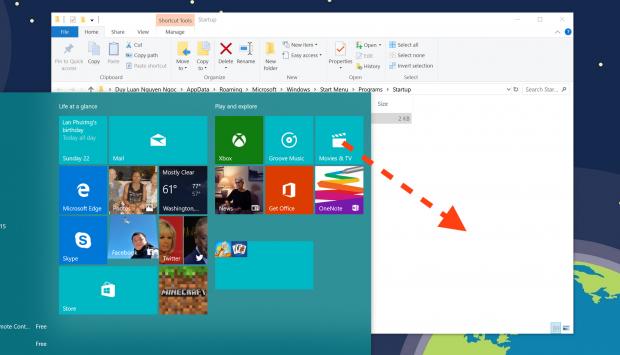 Shortcut Tools Startup
File Home Share View Manage
Pin to Quick access
Copy
Paste
Cut
Copy path
Paste shortcut
Clipboard
Move to
Copy to
Delete
Rename
Organize
New folder
New item
Easy access
New
Properties
Open
Edit
History
Open
Select all
Select none
Invert selection
Select
Duy Luan Nguyen Ngoc AppData Roaming Microsoft Windows Start Menu Programs Startup
Search Star...
Size
2 KB
Life at a glance
Play and explore
Lan Phương's
birthday
Today all day
Sunday 22
Mail
Xbox
Groove Music
Movies & TV
Microsoft Edge
Photos
Mostly Clear
61°
77°
57°
Washington,...
News
Get Office
OneNote
Skype
Facebook
Twitter
Store
MINECRAFT
15
mote Cont... Free
Free